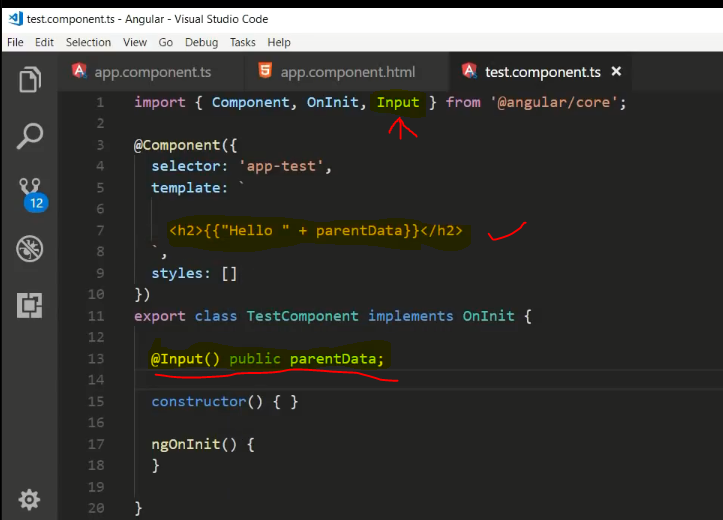 test.component.ts - Angular - Visual Studio Code
File Edit Selection View Go Debug Tasks Help
app.component.ts app.component.html test.component.ts ×
1 import { Component, OnInit, Input } from '@angular/core';
2
3 @Component({
4 selector: 'app-test',
5 template: `
6
7 <h2>{{"Hello " + parentData}}</h2>
8 `,
9 styles: []
10 })
11 export class TestComponent implements OnInit {
12
13 @Input() public parentData;
14
15 constructor() { }
16
17 ngOnInit() {
18 }
19
20 }
12